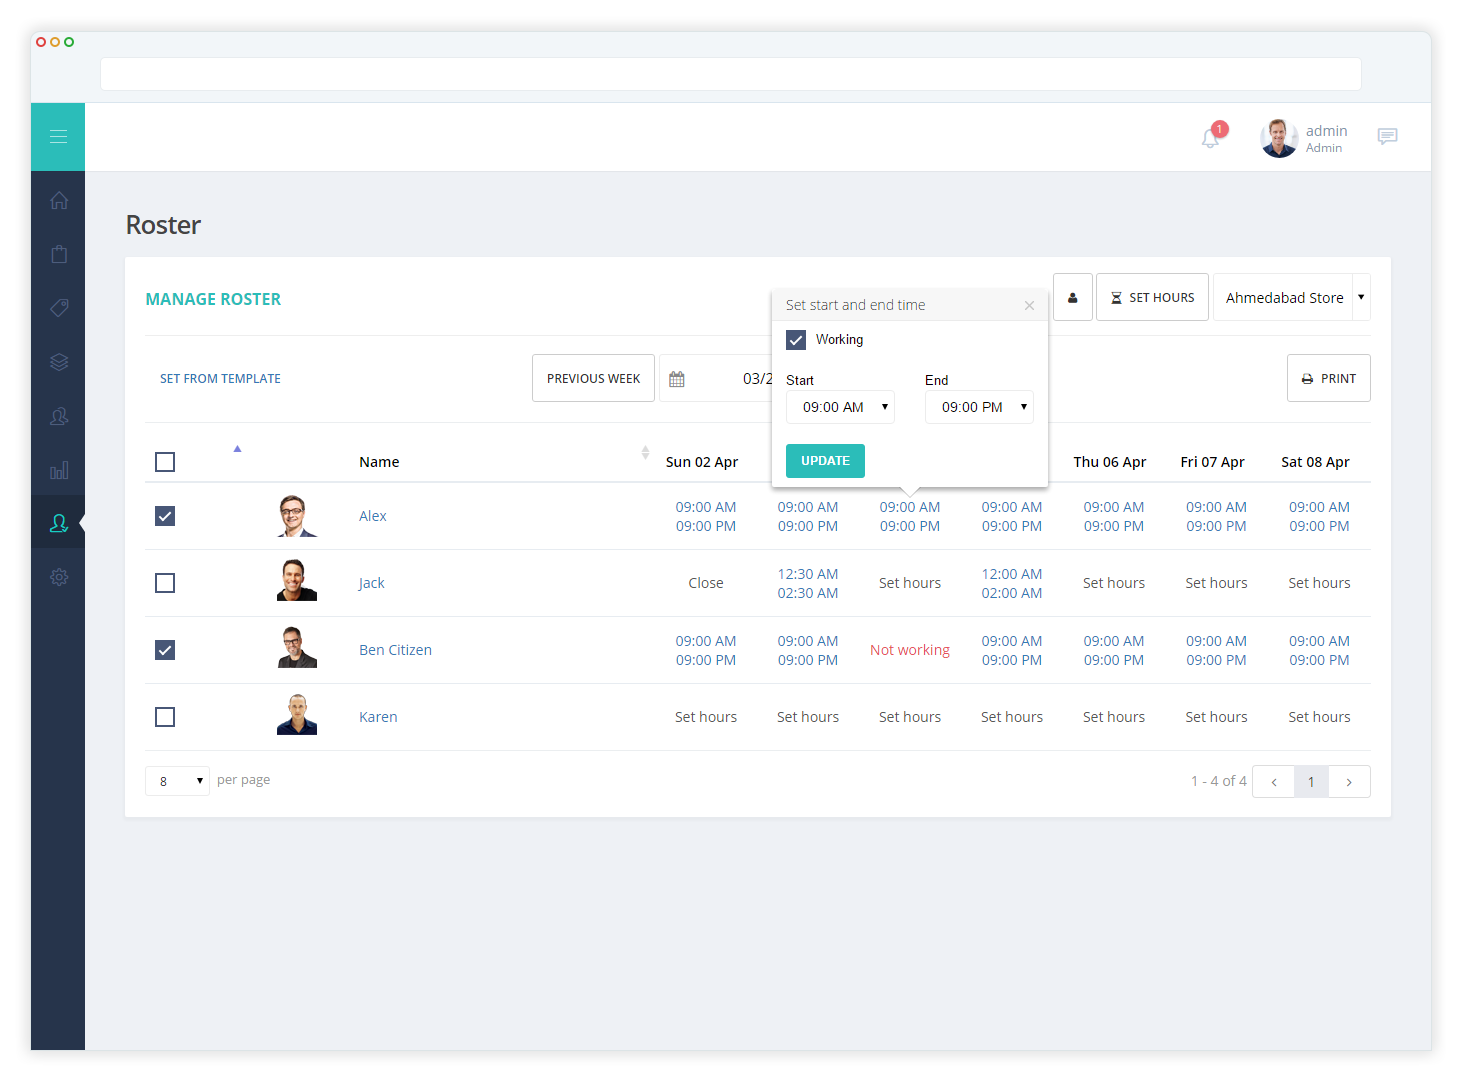 1
admin
Admin
Roster
MANAGE ROSTER
SET HOURS
Ahmedabad Store
Set start and end time
Working
Start
End
09:00 AM
09:00 PM
UPDATE
SET FROM TEMPLATE
PREVIOUS WEEK
03/2
PRINT
Name
Sun 02 Apr
Thu 06 Apr
Fri 07 Apr
Sat 08 Apr
Alex
09:00 AM 09:00 AM 09:00 AM 09:00 AM 09:00 AM 09:00 AM 09:00 AM
09:00 PM 09:00 PM 09:00 PM 09:00 PM 09:00 PM 09:00 PM 09:00 PM
Jack
Close
12:30 AM
02:30 AM
Set hours
12:00 AM
02:00 AM
Set hours
Set hours
Set hours
Ben Citizen
09:00 AM
09:00 PM
09:00 AM
09:00 PM
Not working
09:00 AM
09:00 PM
09:00 AM
09:00 PM
09:00 AM
09:00 PM
09:00 AM
09:00 PM
Karen
Set hours Set hours Set hours Set hours Set hours Set hours Set hours
8
per page
1 - 4 of 4
‹ 1 ›